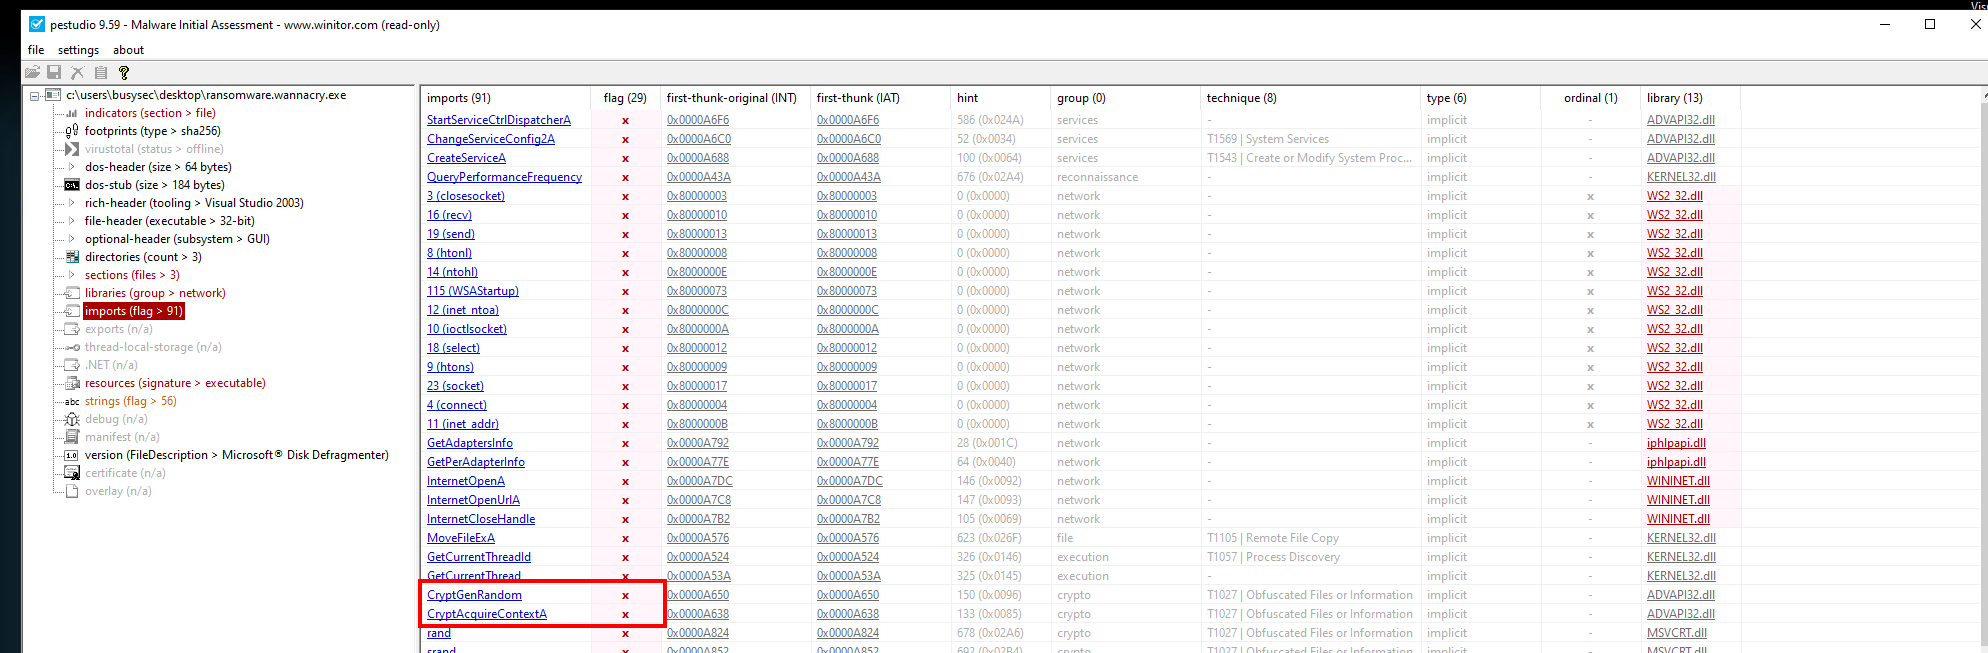 Vis
pestudio 9.59 - Malware Initial Assessment - www.winitor.com (read-only)
file settings about
c:\users\busysec\desktop\ransomware.wannacry.exe
indicators (section > file)
footprints (type > sha256)
virustotal (status > offline)
dos-header (size > 64 bytes)
dos-stub (size > 184 bytes)
rich-header (tooling > Visual Studio 2003)
file-header (executable > 32-bit)
optional-header (subsystem > GUI)
directories (count > 3)
sections (files > 3)
libraries (group > network)
imports (flag > 91)
exports (n/a)
thread-local-storage (n/a)
.NET (n/a)
resources (signature > executable)
abc strings (flag > 56)
debug (n/a)
manifest (n/a)
1.0 version (FileDescription > Microsoft® Disk Defragmenter)
certificate (n/a)
overlay (n/a)
imports (91) flag (29) first-thunk-original (INT) first-thunk (IAT) hint group (0) technique (8) type (6) ordinal (1) library (13)
StartServiceCtrlDispatcherA x 0x0000A6F6 0x0000A6F6 586 (0x024A) services - implicit - ADVAPI32.dll
ChangeServiceConfig2A x 0x0000A6C0 0x0000A6C0 52 (0x0034) services T1569 | System Services implicit - ADVAPI32.dll
CreateServiceA x 0x0000A688 0x0000A688 100 (0x0064) services T1543 | Create or Modify System Proc... implicit - ADVAPI32.dll
QueryPerformanceFrequency x 0x0000A43A 0x0000A43A 676 (0x02A4) reconnaissance - implicit - KERNEL32.dll
3 (closesocket) x 0x80000003 0x80000003 0 (0x0000) network - implicit x WS2_32.dll
16 (recv) x 0x80000010 0x80000010 0 (0x0000) network - implicit x WS2_32.dll
19 (send) x 0x80000013 0x80000013 0 (0x0000) network - implicit x WS2_32.dll
8 (htonl) x 0x80000008 0x80000008 0 (0x0000) network - implicit x WS2_32.dll
14 (ntohl) x 0x8000000E 0x8000000E 0 (0x0000) network - implicit x WS2_32.dll
115 (WSAStartup) x 0x80000073 0x80000073 0 (0x0000) network - implicit x WS2_32.dll
12 (inet_ntoa) x 0x8000000C 0x8000000C 0 (0x0000) network - implicit x WS2_32.dll
10 (ioctlsocket) x 0x8000000A 0x8000000A 0 (0x0000) network - implicit x WS2_32.dll
18 (select) x 0x80000012 0x80000012 0 (0x0000) network - implicit x WS2_32.dll
9 (htons) x 0x80000009 0x80000009 0 (0x0000) network - implicit x WS2_32.dll
23 (socket) x 0x80000017 0x80000017 0 (0x0000) network - implicit x WS2_32.dll
4 (connect) x 0x80000004 0x80000004 0 (0x0000) network - implicit x WS2_32.dll
11 (inet_addr) x 0x8000000B 0x8000000B 0 (0x0000) network - implicit x WS2_32.dll
GetAdaptersInfo x 0x0000A792 0x0000A792 28 (0x001C) network - implicit - iphlpapi.dll
GetPerAdapterInfo x 0x0000A77E 0x0000A77E 64 (0x0040) network - implicit - iphlpapi.dll
InternetOpenA x 0x0000A7DC 0x0000A7DC 146 (0x0092) network - implicit - WININET.dll
InternetOpenUrlA x 0x0000A7C8 0x0000A7C8 147 (0x0093) network - implicit - WININET.dll
InternetCloseHandle x 0x0000A7B2 0x0000A7B2 105 (0x0069) network - implicit - WININET.dll
MoveFileExA x 0x0000A576 0x0000A576 623 (0x026F) file T1105 | Remote File Copy implicit - KERNEL32.dll
GetCurrentThreadId x 0x0000A524 0x0000A524 326 (0x0146) execution T1057 | Process Discovery implicit - KERNEL32.dll
GetCurrentThread x 0x0000A53A 0x0000A53A 325 (0x0145) execution - implicit - KERNEL32.dll
CryptGenRandom x 0x0000A650 0x0000A650 150 (0x0096) crypto T1027 | Obfuscated Files or Information implicit - ADVAPI32.dll
CryptAcquireContextA x 0x0000A638 0x0000A638 133 (0x0085) crypto T1027 | Obfuscated Files or Information implicit - ADVAPI32.dll
rand x 0x0000A824 0x0000A824 678 (0x02A6) crypto T1027 | Obfuscated Files or Information implicit - MSVCRT.dll
srand x 0x0000A852 0x0000A852 692 (0x02B4) crypto T1027 | Obfuscated Files or Information implicit - MSVCRT.dll